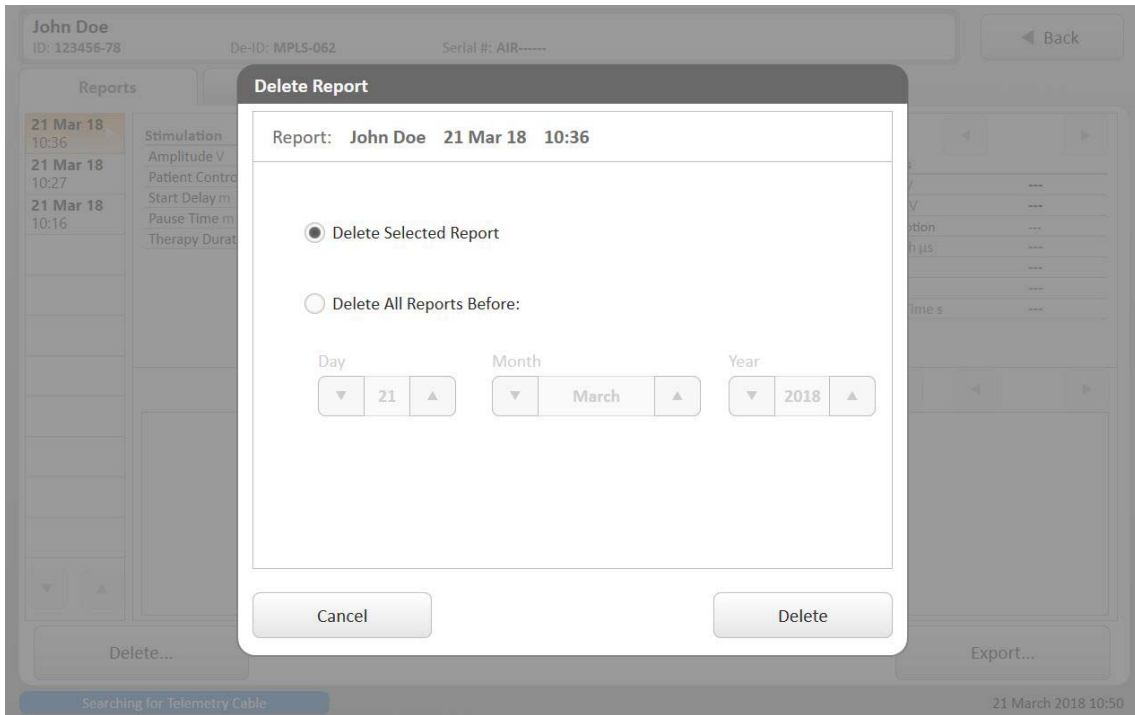 John Doe
ID: 123456-78 De-ID: MPLS-062 Serial #: AIR------
◀ Back
Reports
Delete Report
21 Mar 18
10:36
21 Mar 18
10:27
21 Mar 18
10:16
Stimulation
Amplitude V
Patient
Start Delay m
Pause Time m
Therapy
Report: John Doe 21 Mar 18 10:36
Delete Selected Report
Delete All Reports Before:
Day Month Year
▼ 21 ▲ ▼ March ▲ ▼ 2018 ▲
◀ ▶
---
V ---
---
µs ---
---
---
Time s ---
◀ ▶
▼ ▲
Cancel Delete
Delete... Export...
Searching for Telemetry Cable 21 March 2018 10:50